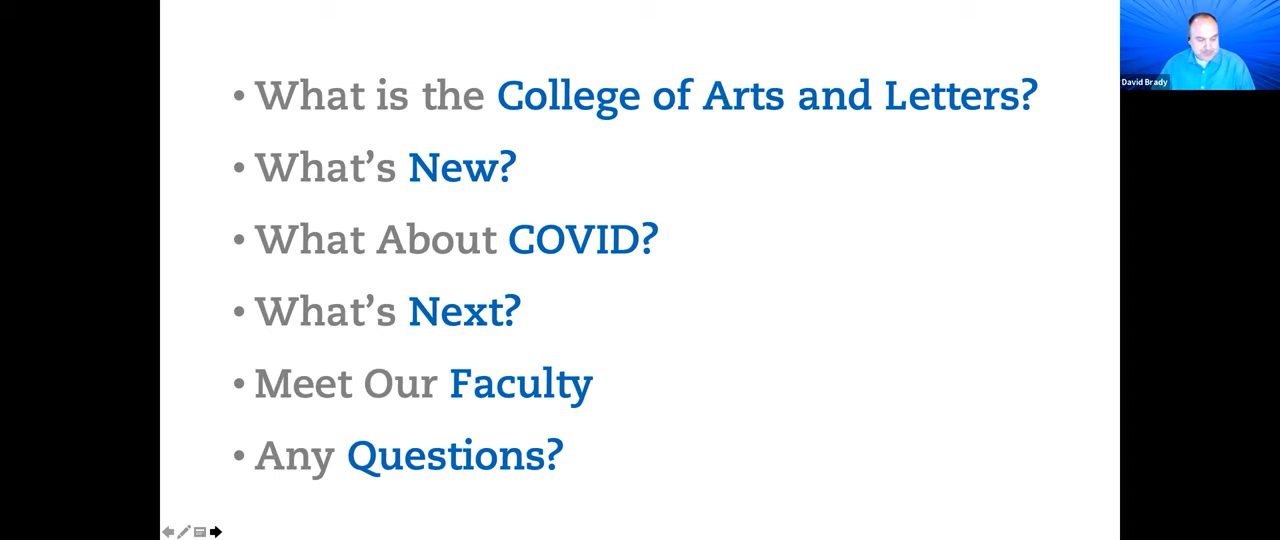 • What is the College of Arts and Letters?
• What's New?
• What About COVID?
• What's Next?
• Meet Our Faculty
• Any Questions?
David Brady